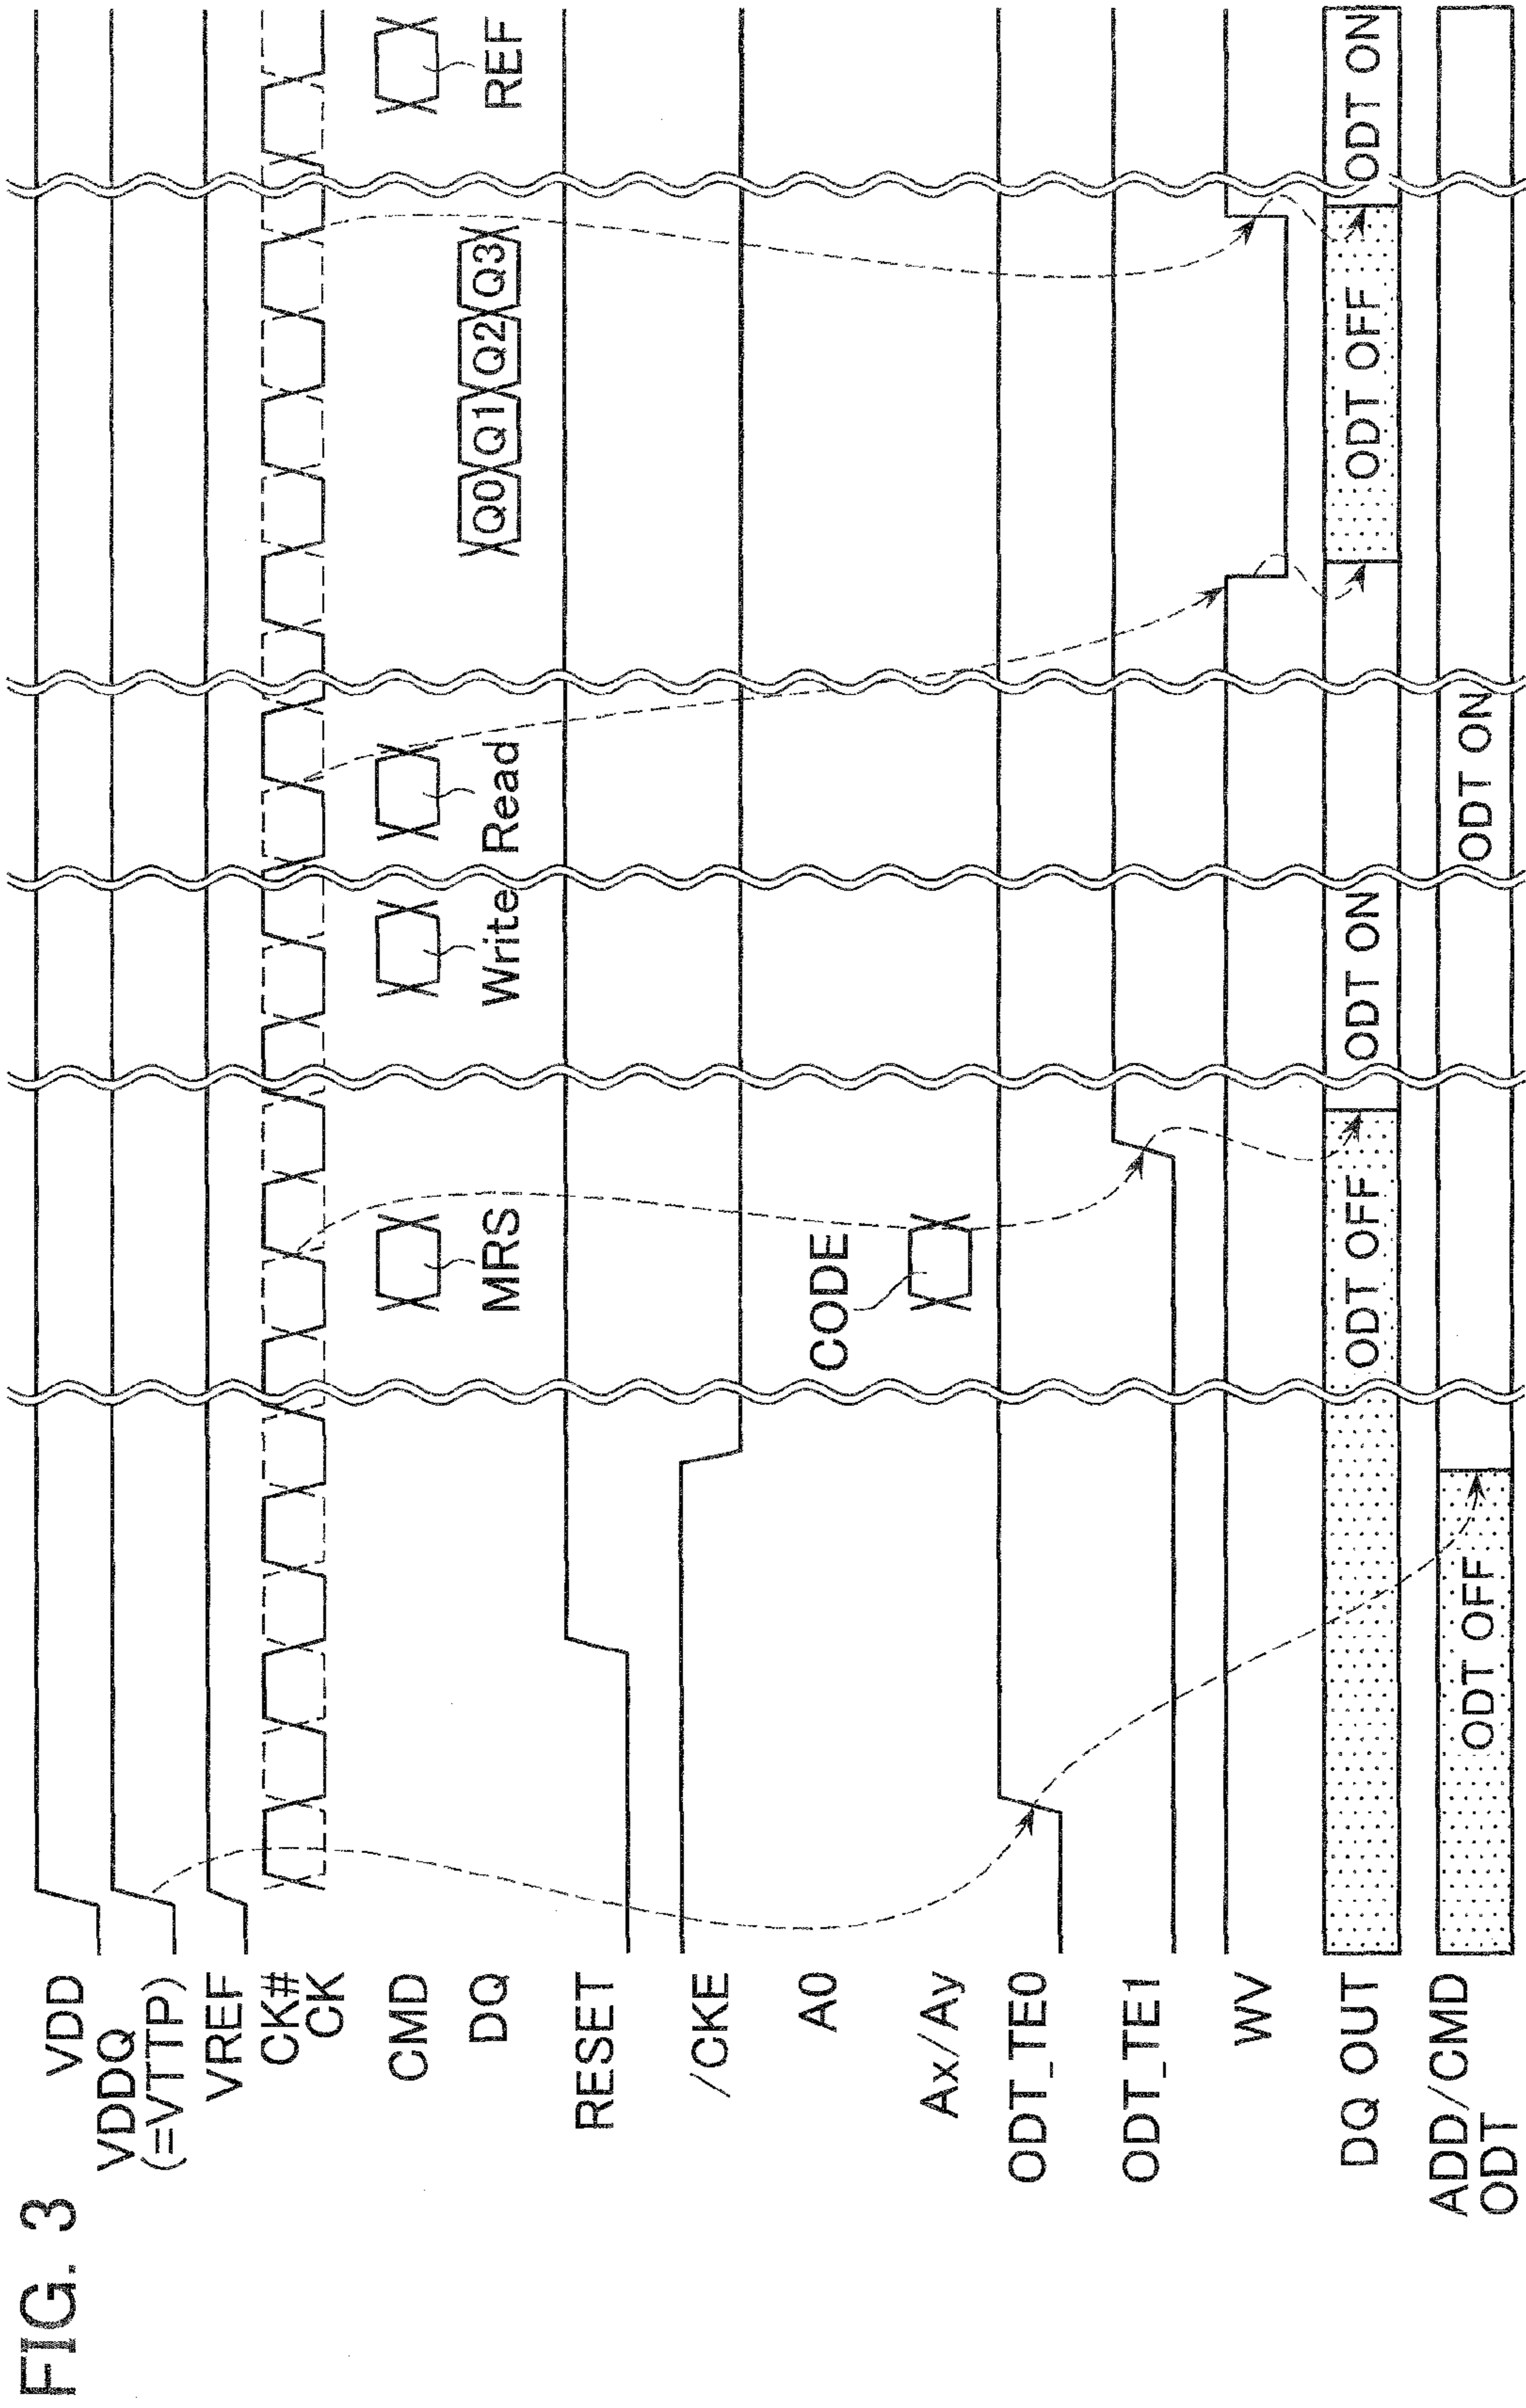 FIG. 3
VDD
VDDQ
(=VTTP)
VREF
CK#
CK
CMD
MRS
Write
Read
REF
DQ
Q0 Q1 Q2 Q3
RESET
/CKE
A0
CODE
Ax/Ay
ODT_TE0
ODT_TE1
WV
DQ OUT
ODT OFF
ODT ON
ODT OFF
ODT ON
ADD/CMD
ODT
ODT OFF
ODT ON